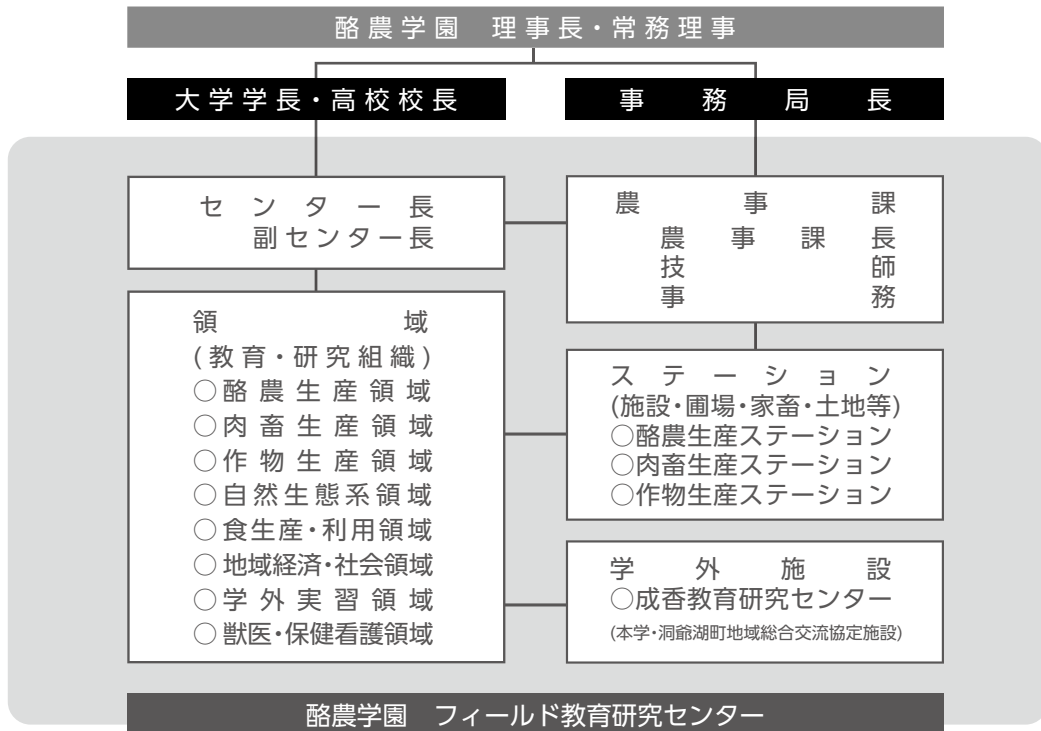 酪農学園 理事長・常務理事
大学学長・高校校長
事務局長
センター長
副センター長
農事課
農事課長
技師
事務
領域
(教育・研究組織)
○酪農生産領域
○肉畜生産領域
○作物生産領域
○自然生態系領域
○食生産・利用領域
○地域経済・社会領域
○学外実習領域
○獣医・保健看護領域
ステーション
(施設・圃場・家畜・土地等)
○酪農生産ステーション
○肉畜生産ステーション
○作物生産ステーション
学外施設
○成香教育研究センター
(本学・洞爺湖町地域総合交流協定施設)
酪農学園 フィールド教育研究センター